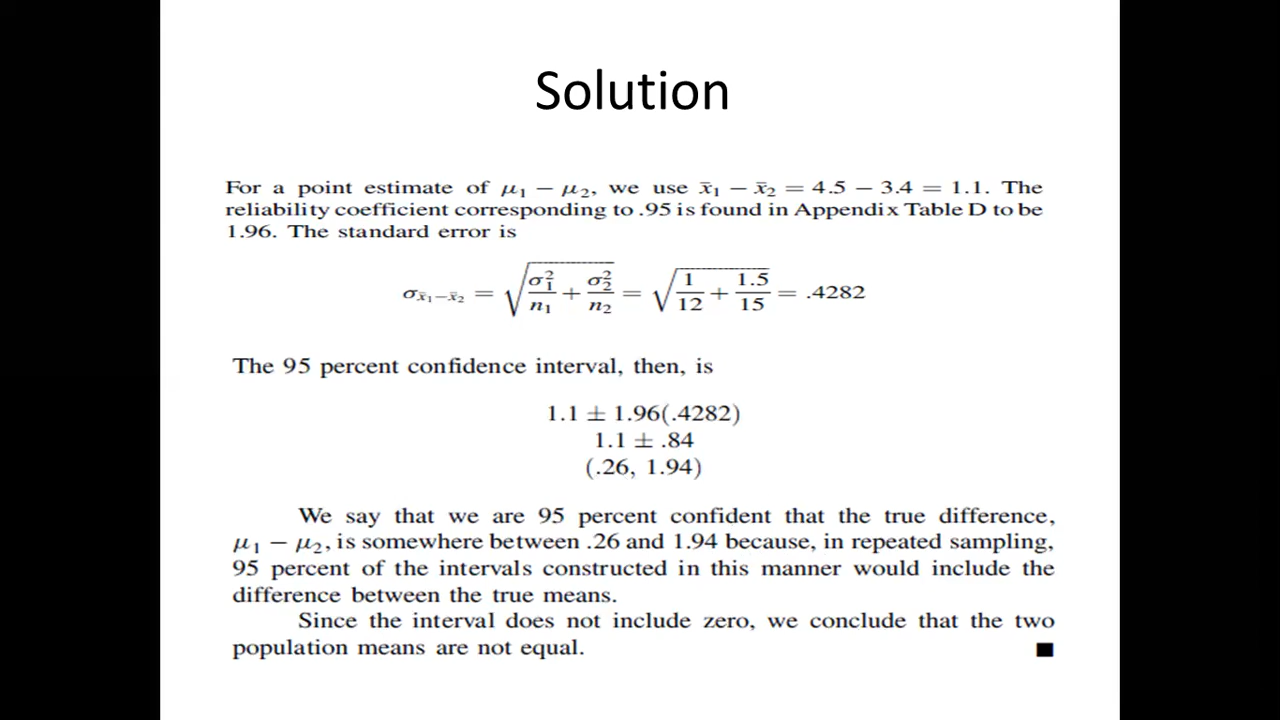 Solution
For a point estimate of μ₁ − μ₂, we use x̄₁ − x̄₂ = 4.5 − 3.4 = 1.1. The
reliability coefficient corresponding to .95 is found in Appendix Table D to be
1.96. The standard error is
σx̄₁−x̄₂ = √(σ₁²/n₁ + σ₂²/n₂) = √(1/12 + 1.5/15) = .4282
The 95 percent confidence interval, then, is
1.1 ± 1.96(.4282)
1.1 ± .84
(.26, 1.94)
We say that we are 95 percent confident that the true difference,
μ₁ − μ₂, is somewhere between .26 and 1.94 because, in repeated sampling,
95 percent of the intervals constructed in this manner would include the
difference between the true means.
Since the interval does not include zero, we conclude that the two
population means are not equal.